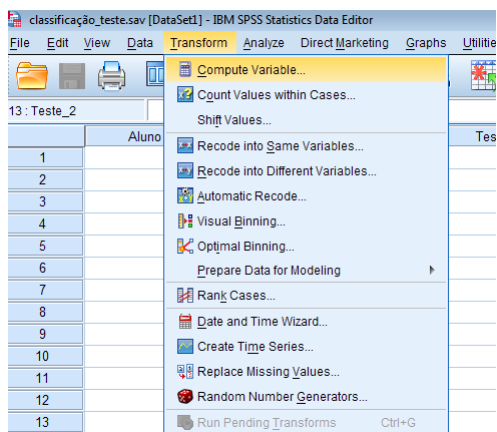 classificação_teste.sav [DataSet1] - IBM SPSS Statistics Data Editor
File Edit View Data Transform Analyze Direct Marketing Graphs Utilitie
13 : Teste_2
Aluno Tes
Compute Variable...
Count Values within Cases...
Shift Values...
Recode into Same Variables...
Recode into Different Variables...
Automatic Recode...
Visual Binning...
Optimal Binning...
Prepare Data for Modeling
Rank Cases...
Date and Time Wizard...
Create Time Series...
Replace Missing Values...
Random Number Generators...
Run Pending Transforms Ctrl+G
1
2
3
4
5
6
7
8
9
10
11
12
13